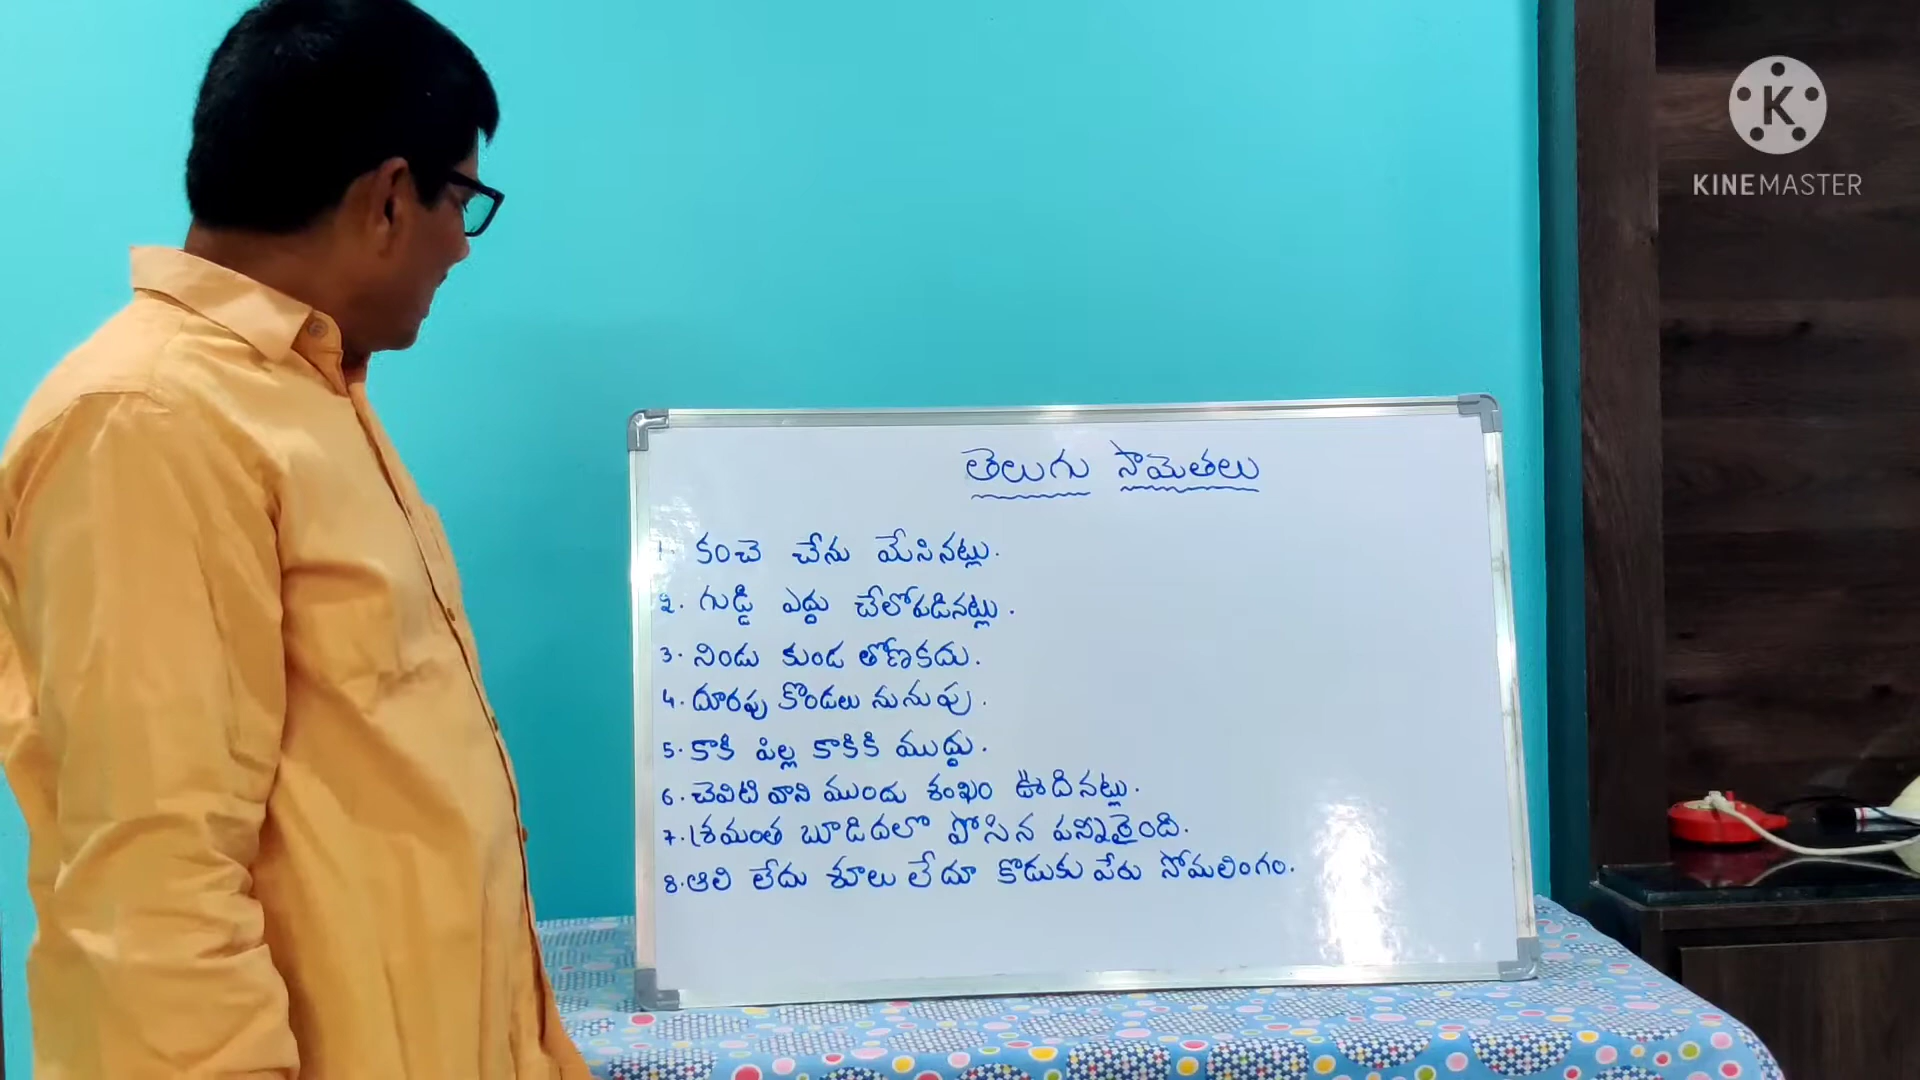 K
KINEMASTER
తెలుగు సామెతలు
1. కంచె చేను మేసినట్లు.
2. గుడ్డి ఎద్దు చేలోపడినట్లు.
3. నిండు కుండ తొణకదు.
4. దూరపు కొండలు నునుపు.
5. కాకి పిల్ల కాకికి ముద్దు.
6. చెవిటి వాని ముందు శంఖం ఊదినట్లు.
7. శ్రమంత బూడిదలో పోసిన పన్నీరైంది.
8. ఆలి లేదు శూలు లేదూ కొడుకు పేరు సోమలింగం.